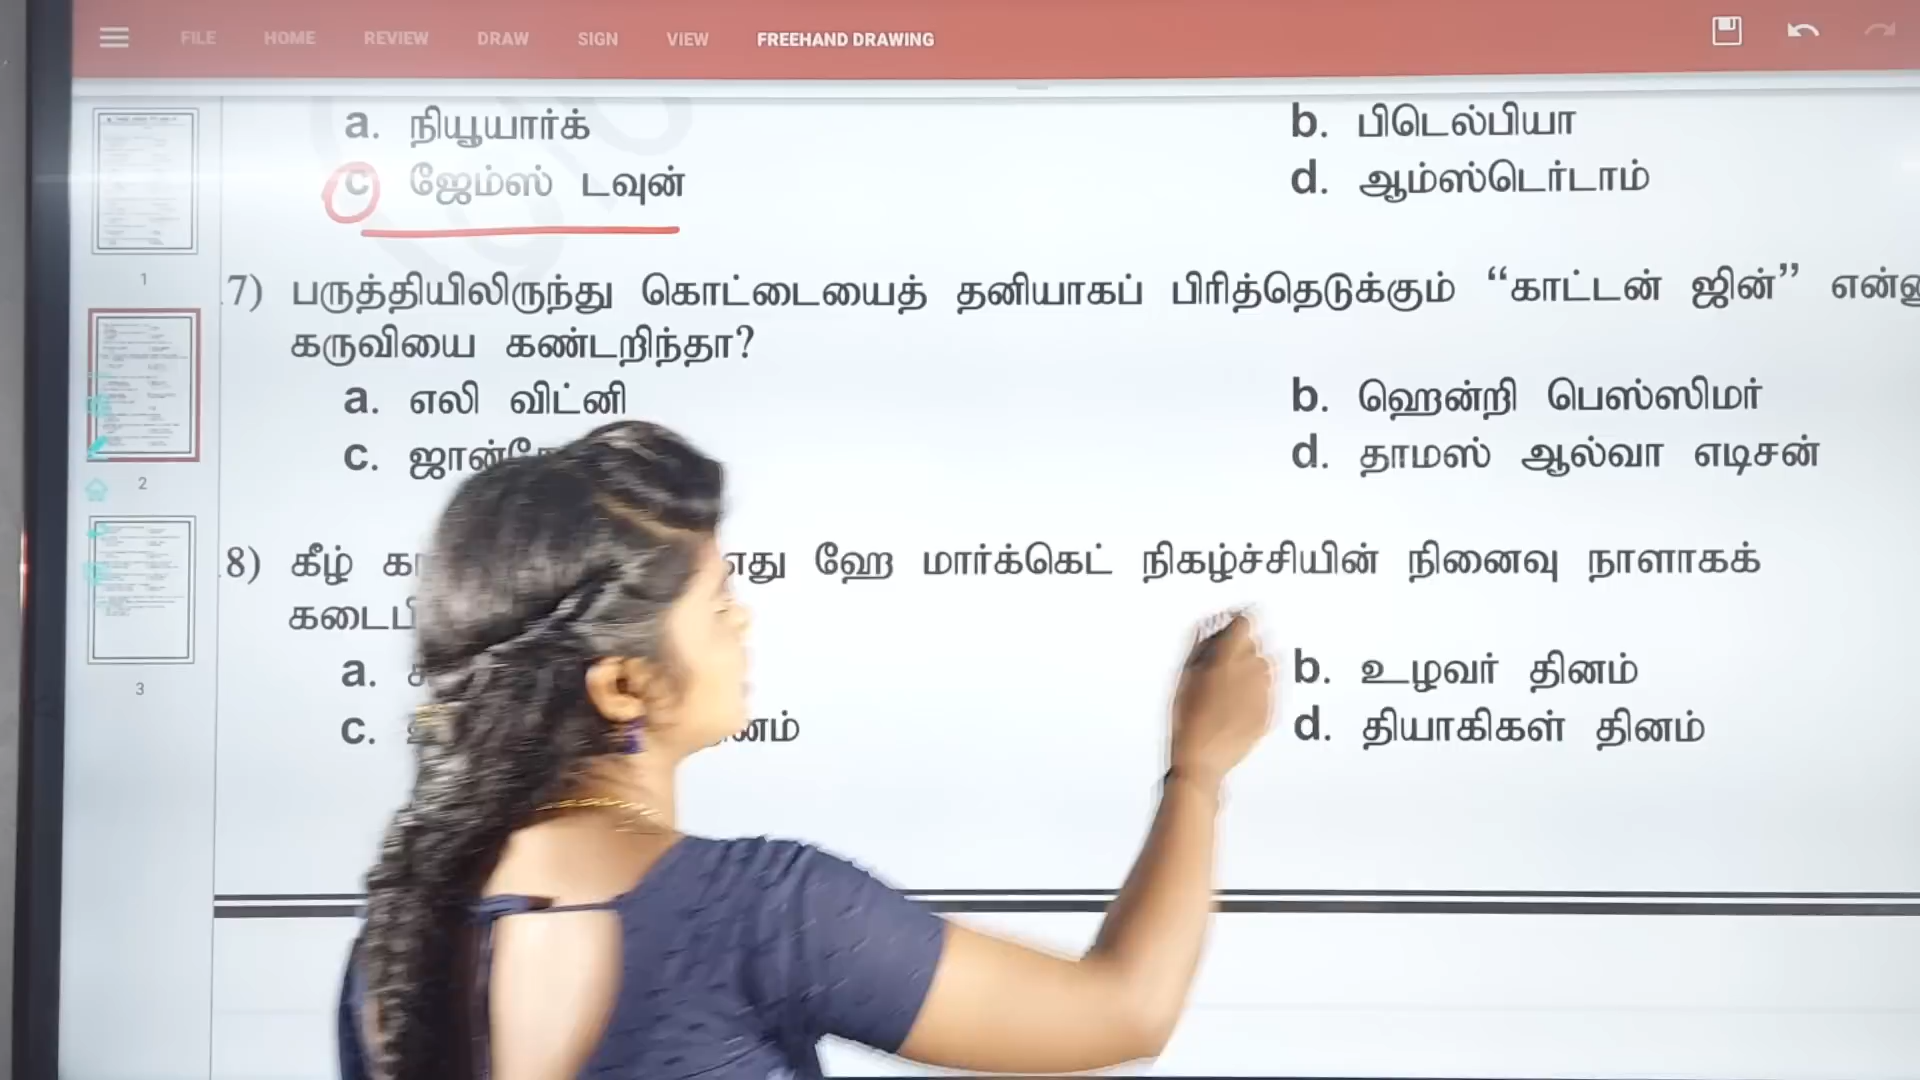 FILE HOME REVIEW DRAW SIGN VIEW FREEHAND DRAWING
a. நியூயார்க் b. பிடெல்பியா
c ஜேம்ஸ் டவுன் d. ஆம்ஸ்டெர்டாம்
7) பருத்தியிலிருந்து கொட்டையைத் தனியாகப் பிரித்தெடுக்கும் “காட்டன் ஜின்”
கருவியை கண்டறிந்தா?
a. எலி விட்னி b. ஹென்றி பெஸ்ஸிமர்
c. d. தாமஸ் ஆல்வா எடிசன்
8) கீழ் எது ஹே மார்க்கெட் நிகழ்ச்சியின் நினைவு நாளாகக்
a. b. உழவர் தினம்
c. d. தியாகிகள் தினம்
1
2
3